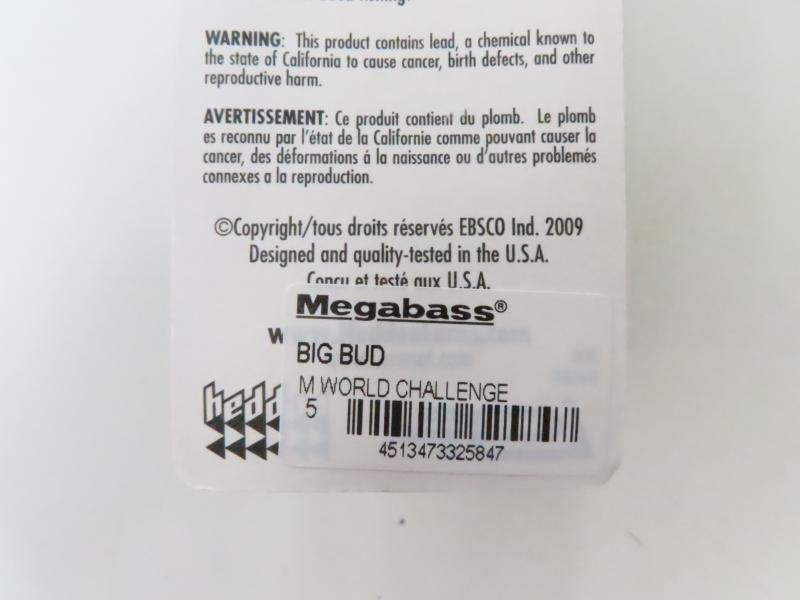 WARNING: This product contains lead, a chemical known to
the state of California to cause cancer, birth defects, and other
reproductive harm.
AVERTISSEMENT: Ce produit contient du plomb. Le plomb
es reconnu par l'état de la Californie comme pouvant causer la
cancer, des déformations á la naissance ou d'autres problemés
connexes a la reproduction.
©Copyright/tous droits réservés EBSCO Ind. 2009
Designed and quality-tested in the U.S.A.
Conçu et testé aux U.S.A.
Megabass®
BIG BUD
M WORLD CHALLENGE
5
4513473325847
hedd